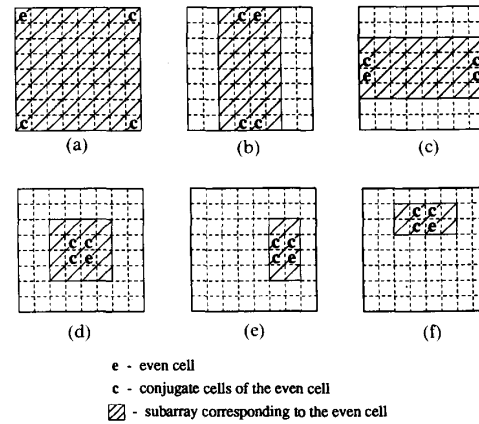 e c
c c
(a)
c e
c c
(b)
c c
e c
(c)
c c
c e
(d)
c c
c e
(e)
c c
c e
(f)
e - even cell
c - conjugate cells of the even cell
- subarray corresponding to the even cell